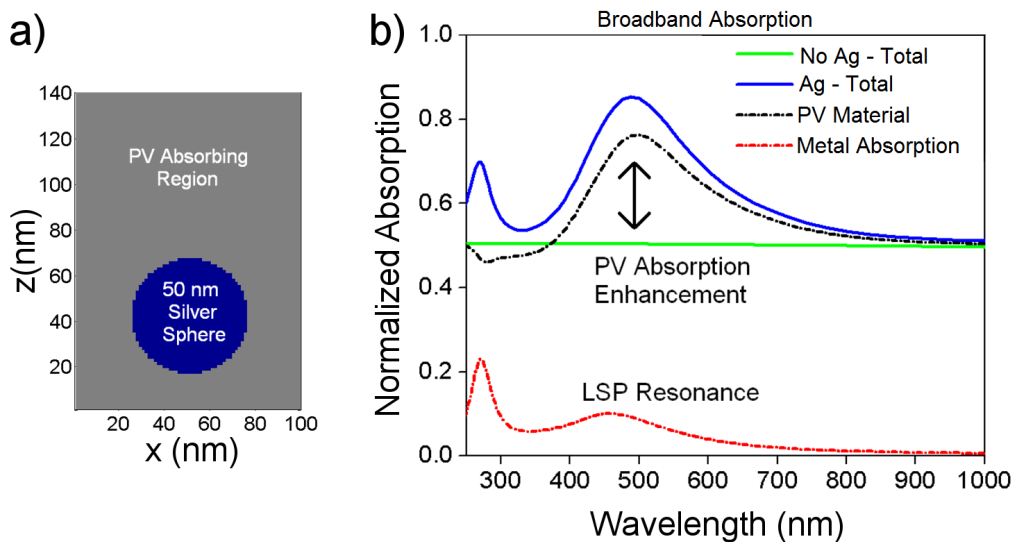 a)
140
120
100
80
60
40
20
z(nm)
PV Absorbing
Region
50 nm
Silver
Sphere
20
40
60
80
100
x (nm)
b)
Broadband Absorption
1.0
0.8
0.6
0.4
0.2
0.0
Normalized Absorption
No Ag - Total
Ag - Total
PV Material
Metal Absorption
PV Absorption
Enhancement
LSP Resonance
300
400
500
600
700
800
900
1000
Wavelength (nm)